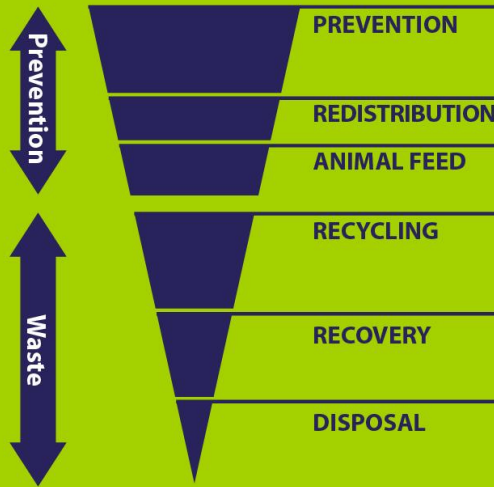 Prevention
PREVENTION
REDISTRIBUTION
ANIMAL FEED
Waste
RECYCLING
RECOVERY
DISPOSAL